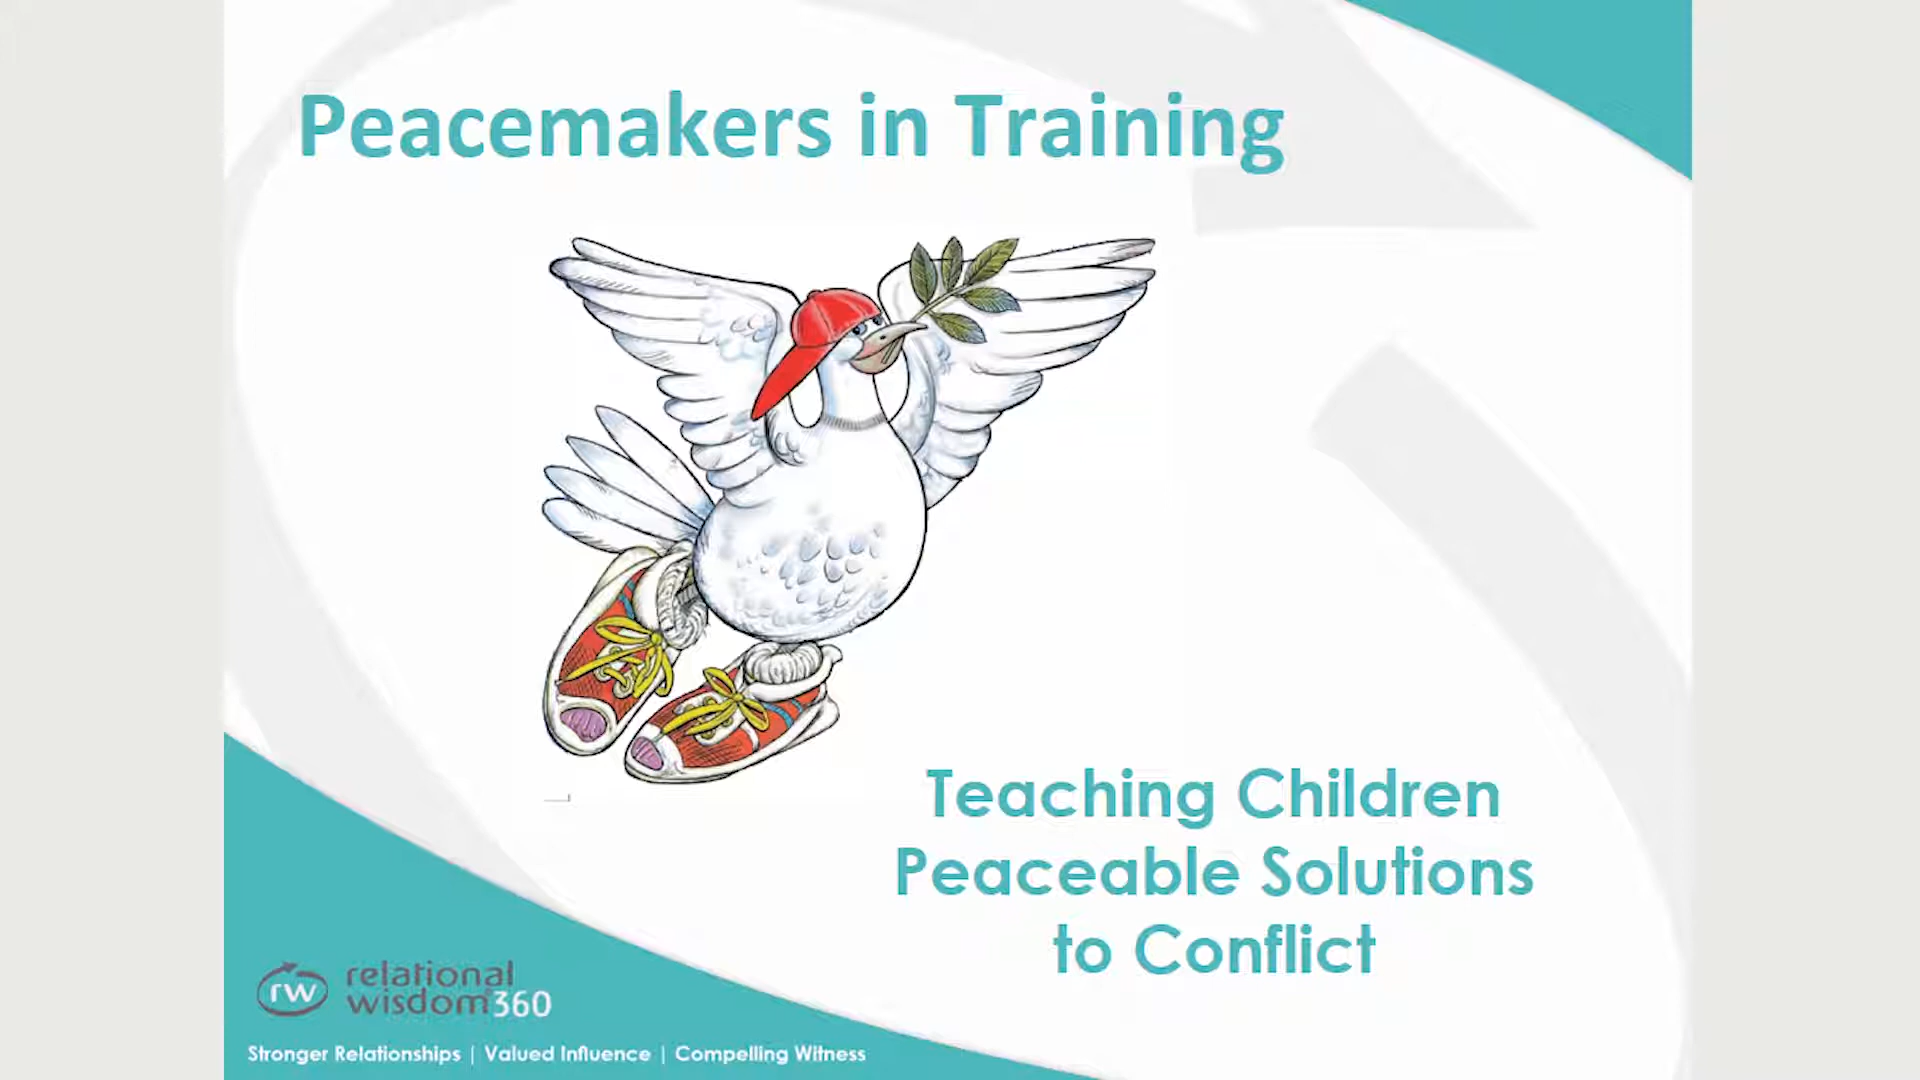 Peacemakers in Training
Teaching Children
Peaceable Solutions
to Conflict
rw
relational
wisdom360
Stronger Relationships | Valued Influence | Compelling Witness